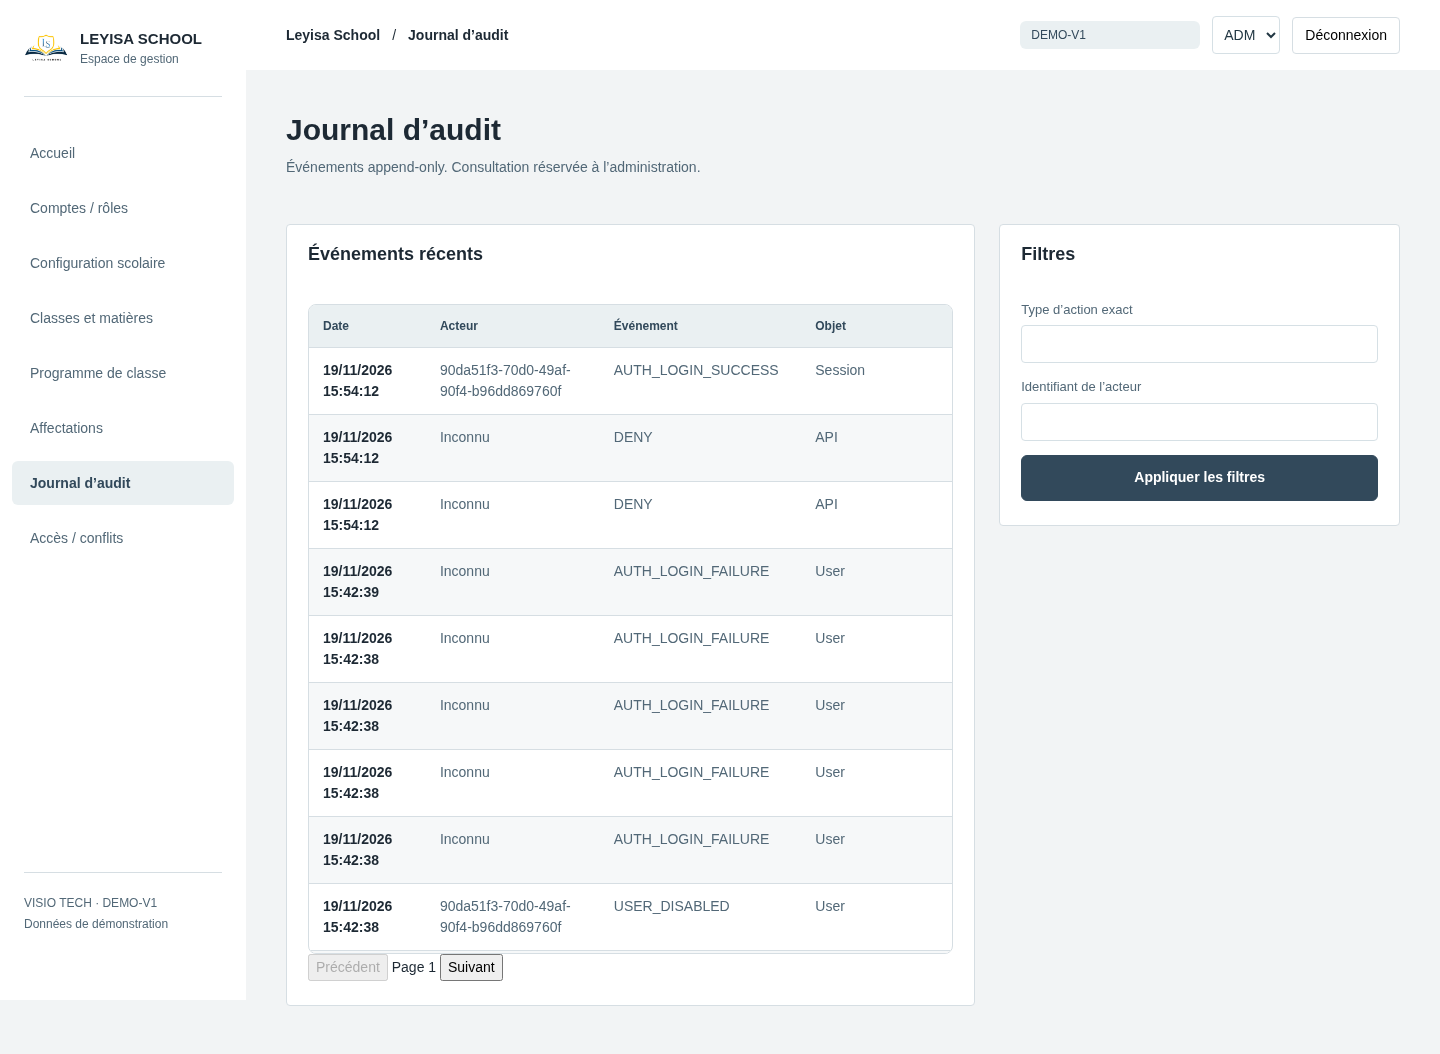 LEYISA SCHOOL
Espace de gestion
Accueil
Comptes / rôles
Configuration scolaire
Classes et matières
Programme de classe
Affectations
Journal d’audit
Accès / conflits
VISIO TECH · DEMO-V1
Données de démonstration
Leyisa School / Journal d’audit
DEMO-V1
ADM
Déconnexion
Journal d’audit
Événements append-only. Consultation réservée à l’administration.
Événements récents
Date Acteur Événement Objet
19/11/2026 90da51f3-70d0-49af- AUTH_LOGIN_SUCCESS Session
15:54:12 90f4-b96dd869760f
19/11/2026 Inconnu DENY API
15:54:12
19/11/2026 Inconnu DENY API
15:54:12
19/11/2026 Inconnu AUTH_LOGIN_FAILURE User
15:42:39
19/11/2026 Inconnu AUTH_LOGIN_FAILURE User
15:42:38
19/11/2026 Inconnu AUTH_LOGIN_FAILURE User
15:42:38
19/11/2026 Inconnu AUTH_LOGIN_FAILURE User
15:42:38
19/11/2026 Inconnu AUTH_LOGIN_FAILURE User
15:42:38
19/11/2026 90da51f3-70d0-49af- USER_DISABLED User
15:42:38 90f4-b96dd869760f
Précédent Page 1 Suivant
Filtres
Type d’action exact
Identifiant de l’acteur
Appliquer les filtres